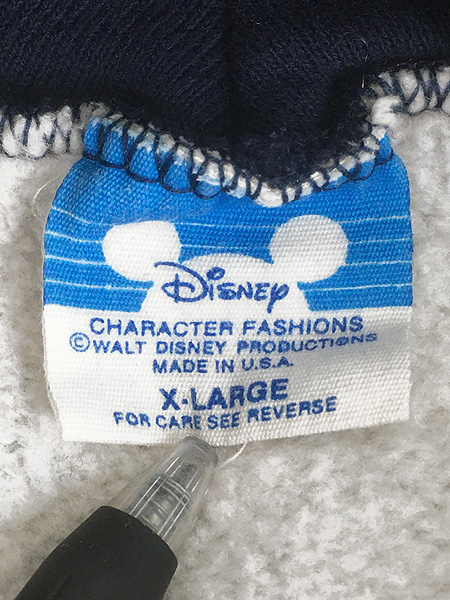 Disney
CHARACTER FASHIONS
©WALT DISNEY PRODUCTIONS
MADE IN U.S.A.
X-LARGE
FOR CARE SEE REVERSE